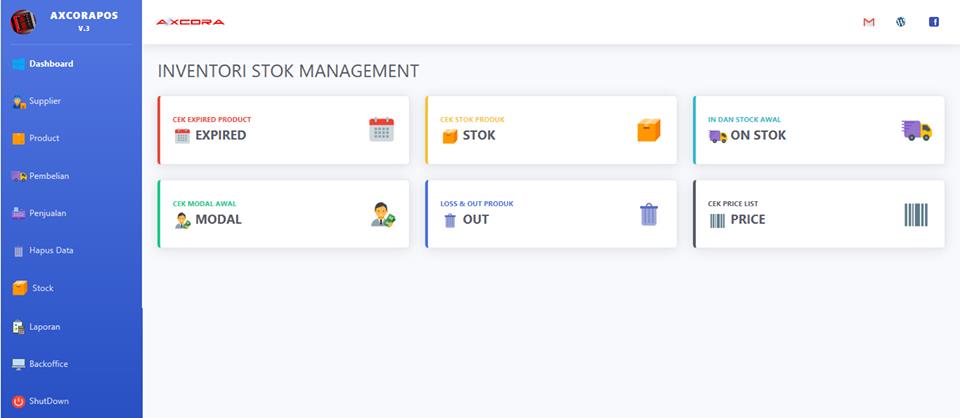 AXCORAPOS
V.3
Dashboard
Supplier
Product
Pembelian
Penjualan
Hapus Data
Stock
Laporan
Backoffice
ShutDown
AXCORA
INVENTORI STOK MANAGEMENT
CEK EXPIRED PRODUCT
EXPIRED
CEK STOK PRODUK
STOK
IN DAN STOCK AWAL
ON STOK
CEK MODAL AWAL
MODAL
LOSS & OUT PRODUK
OUT
CEK PRICE LIST
PRICE